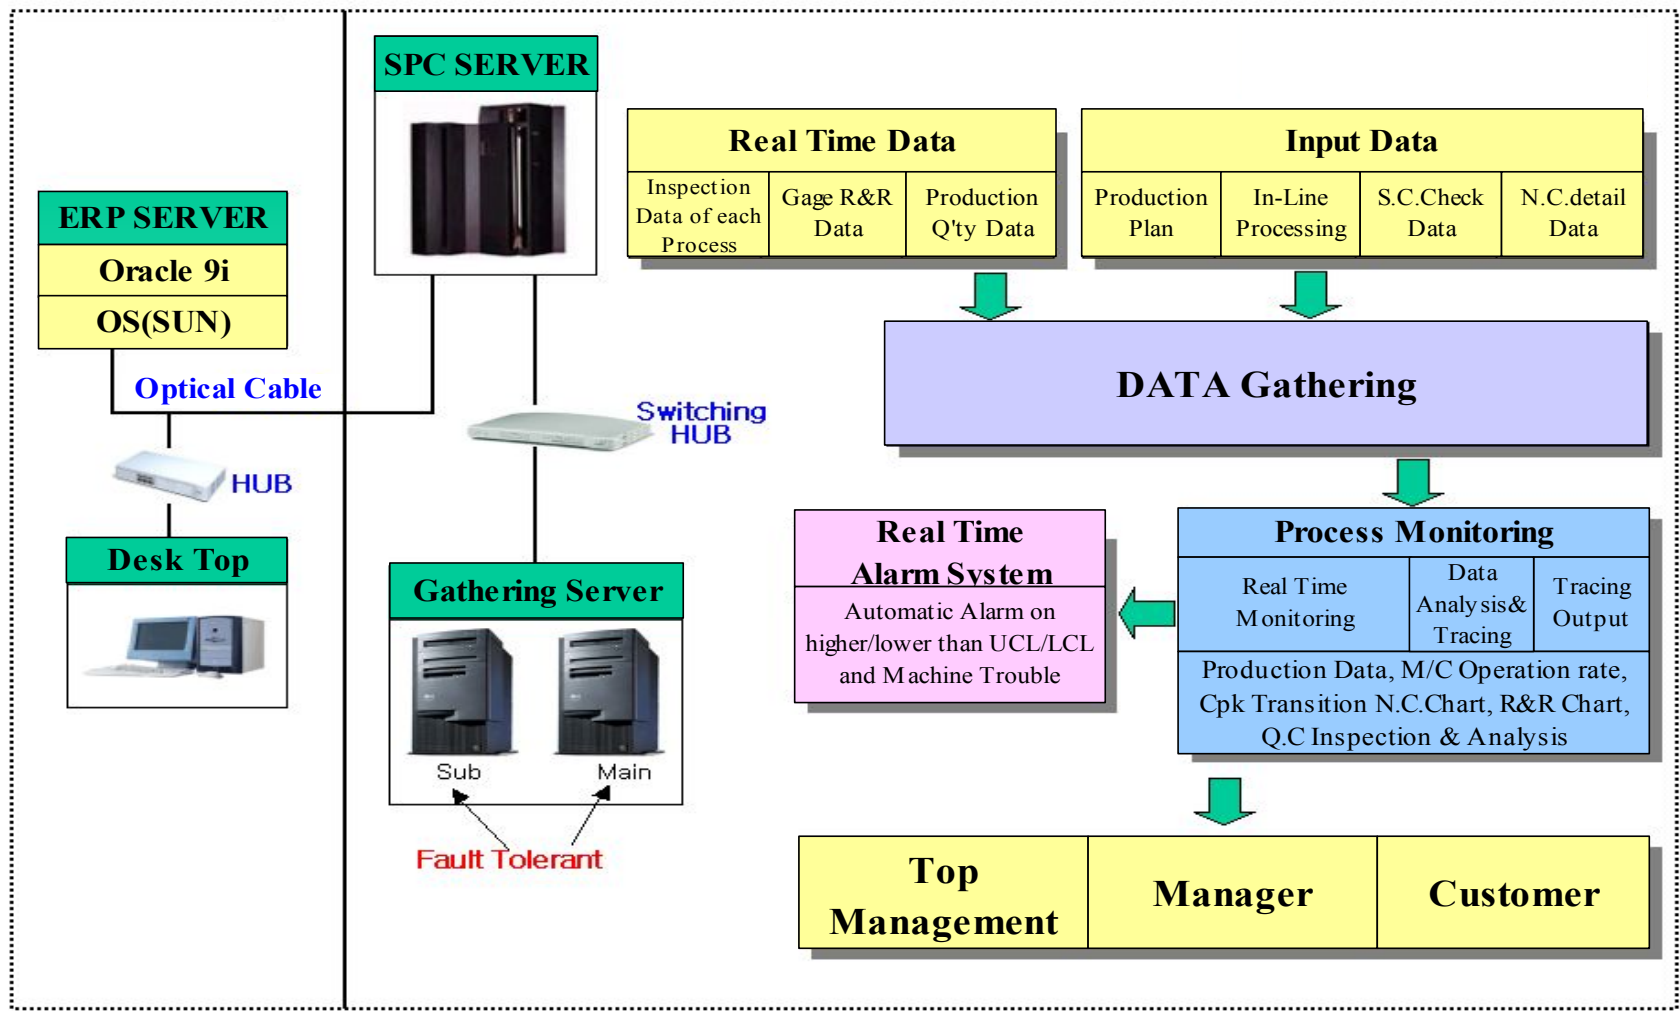 SPC SERVER
ERP SERVER
Oracle 9i
OS(SUN)
Optical Cable
HUB
Desk Top
Switching
HUB
Gathering Server
Sub
Main
Fault Tolerant
Real Time Data
Inspection
Data of each
Process
Gage R&R
Data
Production
Q'ty Data
Input Data
Production
Plan
In-Line
Processing
S.C.Check
Data
N.C.detail
Data
DATA Gathering
Real Time
Alarm System
Automatic Alarm on
higher/lower than UCL/LCL
and Machine Trouble
Process Monitoring
Real Time
Monitoring
Data
Analysis&
Tracing
Tracing
Output
Production Data, M/C Operation rate,
Cpk Transition N.C.Chart, R&R Chart,
Q.C Inspection & Analysis
Top
Management
Manager
Customer